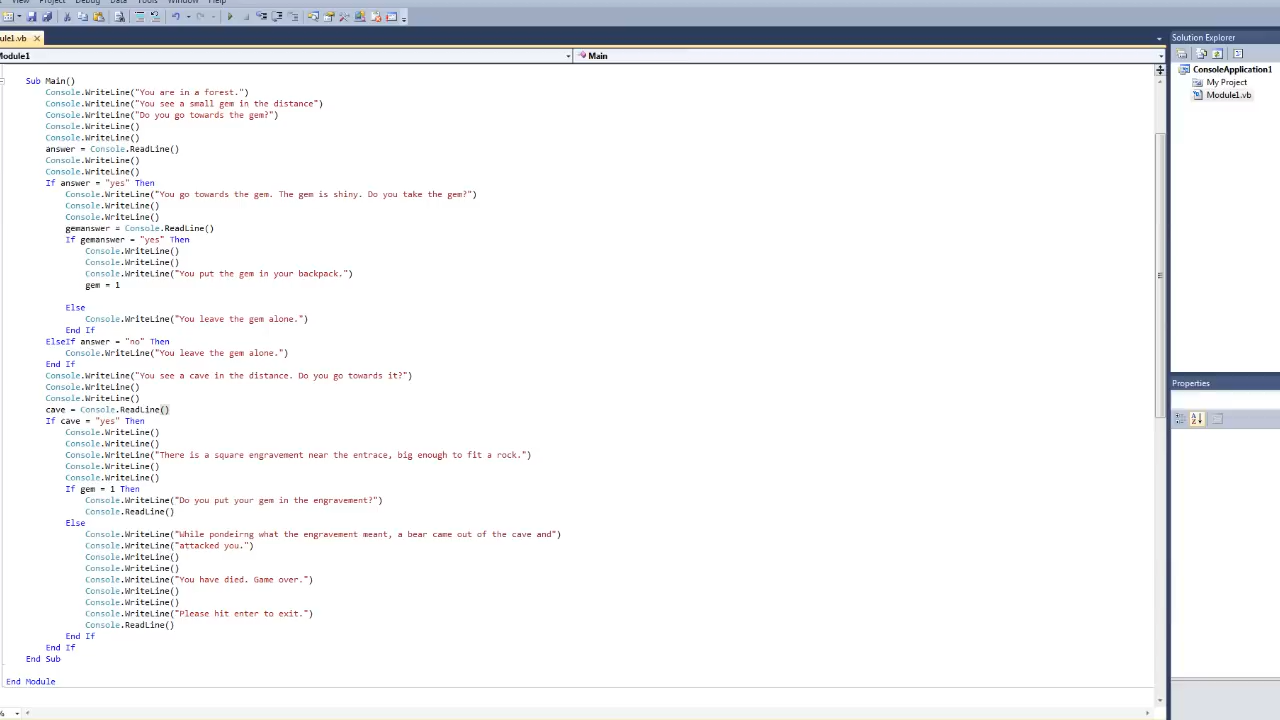 View Project Debug Data Tools Window Help
ule1.vb
Module1 Main
Sub Main()
Console.WriteLine("You are in a forest.")
Console.WriteLine("You see a small gem in the distance")
Console.WriteLine("Do you go towards the gem?")
Console.WriteLine()
Console.WriteLine()
answer = Console.ReadLine()
Console.WriteLine()
Console.WriteLine()
If answer = "yes" Then
Console.WriteLine("You go towards the gem. The gem is shiny. Do you take the gem?")
Console.WriteLine()
Console.WriteLine()
gemanswer = Console.ReadLine()
If gemanswer = "yes" Then
Console.WriteLine()
Console.WriteLine()
Console.WriteLine("You put the gem in your backpack.")
gem = 1
Else
Console.WriteLine("You leave the gem alone.")
End If
ElseIf answer = "no" Then
Console.WriteLine("You leave the gem alone.")
End If
Console.WriteLine("You see a cave in the distance. Do you go towards it?")
Console.WriteLine()
Console.WriteLine()
cave = Console.ReadLine()
If cave = "yes" Then
Console.WriteLine()
Console.WriteLine()
Console.WriteLine("There is a square engravement near the entrace, big enough to fit a rock.")
Console.WriteLine()
Console.WriteLine()
If gem = 1 Then
Console.WriteLine("Do you put your gem in the engravement?")
Console.ReadLine()
Else
Console.WriteLine("While pondeirng what the engravement meant, a bear came out of the cave and")
Console.WriteLine("attacked you.")
Console.WriteLine()
Console.WriteLine()
Console.WriteLine("You have died. Game over.")
Console.WriteLine()
Console.WriteLine()
Console.WriteLine("Please hit enter to exit.")
Console.ReadLine()
End If
End If
End Sub
End Module
%
Solution Explorer
ConsoleApplication1
My Project
Module1.vb
Properties